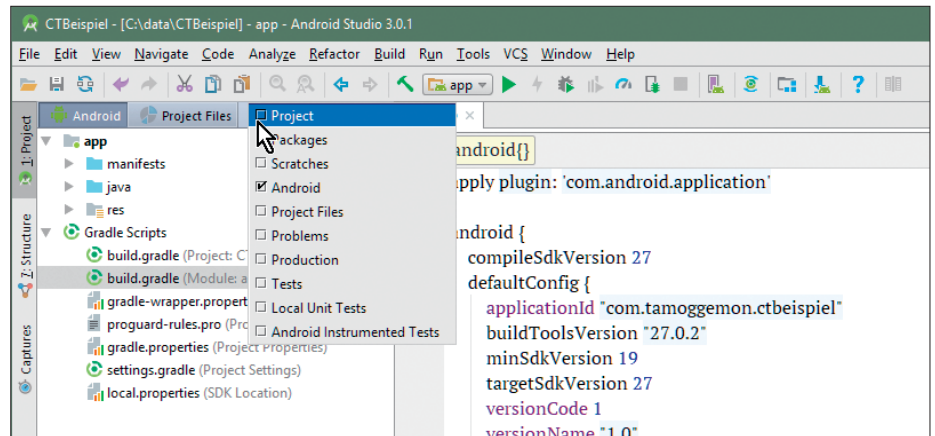 CTBeispiel - [C:\data\CTBeispiel] - app - Android Studio 3.0.1
File Edit View Navigate Code Analyze Refactor Build Run Tools VCS Window Help
app
1: Project
Z: Structure
Captures
Android Project Files
app
manifests
java
res
Gradle Scripts
build.gradle (Project: C
build.gradle (Module: a
gradle-wrapper.propert
proguard-rules.pro (Pro
gradle.properties (Project Properties)
settings.gradle (Project Settings)
local.properties (SDK Location)
Project
Packages
Scratches
Android
Project Files
Problems
Production
Tests
Local Unit Tests
Android Instrumented Tests
android{}
pply plugin: 'com.android.application'
ndroid {
compileSdkVersion 27
defaultConfig {
applicationId "com.tamoggemon.ctbeispiel"
buildToolsVersion "27.0.2"
minSdkVersion 19
targetSdkVersion 27
versionCode 1
versionName "1.0"